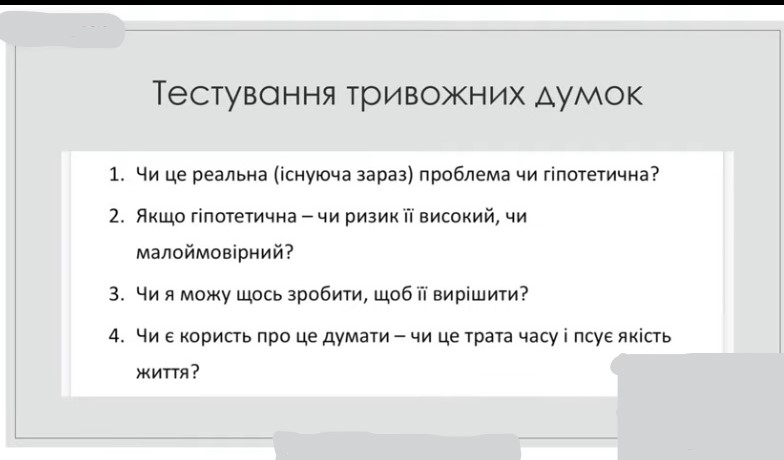 Тестування тривожних думок
1. Чи це реальна (існуюча зараз) проблема чи гіпотетична?
2. Якщо гіпотетична – чи ризик її високий, чи
малоймовірний?
3. Чи я можу щось зробити, щоб її вирішити?
4. Чи є користь про це думати – чи це трата часу і псує якість
життя?